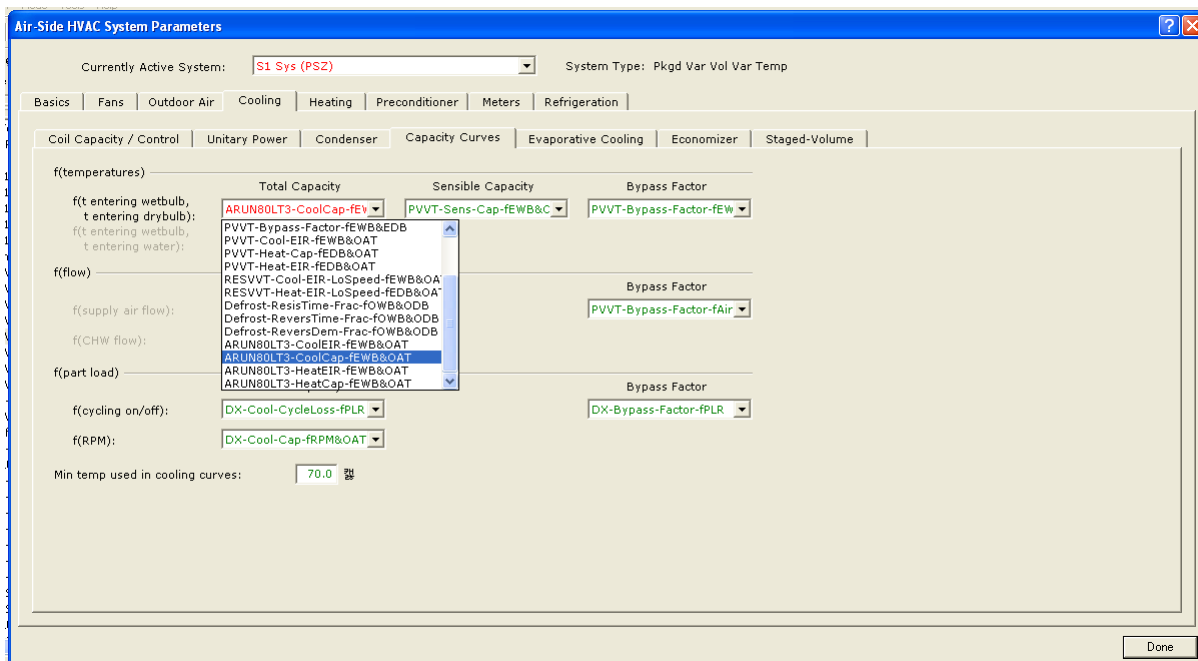 Air-Side HVAC System Parameters
Currently Active System: S1 Sys (PSZ) System Type: Pkgd Var Vol Var Temp
Basics Fans Outdoor Air Cooling Heating Preconditioner Meters Refrigeration
Coil Capacity / Control Unitary Power Condenser Capacity Curves Evaporative Cooling Economizer Staged-Volume
f(temperatures)
Total Capacity Sensible Capacity Bypass Factor
f(t entering wetbulb,
t entering drybulb):
ARUN80LT3-CoolCap-fEV PVVT-Sens-Cap-fEWB&C PVVT-Bypass-Factor-fEW
f(t entering wetbulb,
t entering water):
PVVT-Bypass-Factor-fEWB&EDB
PVVT-Cool-EIR-fEWB&OAT
PVVT-Heat-Cap-fEDB&OAT
PVVT-Heat-EIR-fEDB&OAT
RESVVT-Cool-EIR-LoSpeed-fEWB&OA
RESVVT-Heat-EIR-LoSpeed-fEDB&OA
Defrost-ResisTime-Frac-fOWB&ODB
Defrost-ReversTime-Frac-fOWB&ODB
Defrost-ReversDem-Frac-fOWB&ODB
ARUN80LT3-CoolEIR-fEWB&OAT
ARUN80LT3-CoolCap-fEWB&OAT
ARUN80LT3-HeatEIR-fEWB&OAT
ARUN80LT3-HeatCap-fEWB&OAT
f(flow)
Bypass Factor
f(supply air flow): PVVT-Bypass-Factor-fAir
f(CHW flow):
f(part load)
Bypass Factor
f(cycling on/off): DX-Cool-CycleLoss-fPLR DX-Bypass-Factor-fPLR
f(RPM): DX-Cool-Cap-fRPM&OAT
Min temp used in cooling curves: 70.0
Done